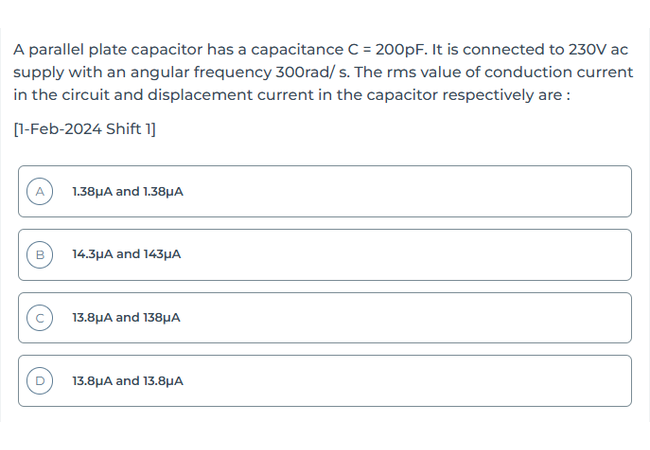 A parallel plate capacitor has a capacitance C = 200pF. It is connected to 230V ac
supply with an angular frequency 300rad/ s. The rms value of conduction current
in the circuit and displacement current in the capacitor respectively are :
[1-Feb-2024 Shift 1]
A 1.38μA and 1.38μA
B 14.3μA and 143μA
C 13.8μA and 138μA
D 13.8μA and 13.8μA